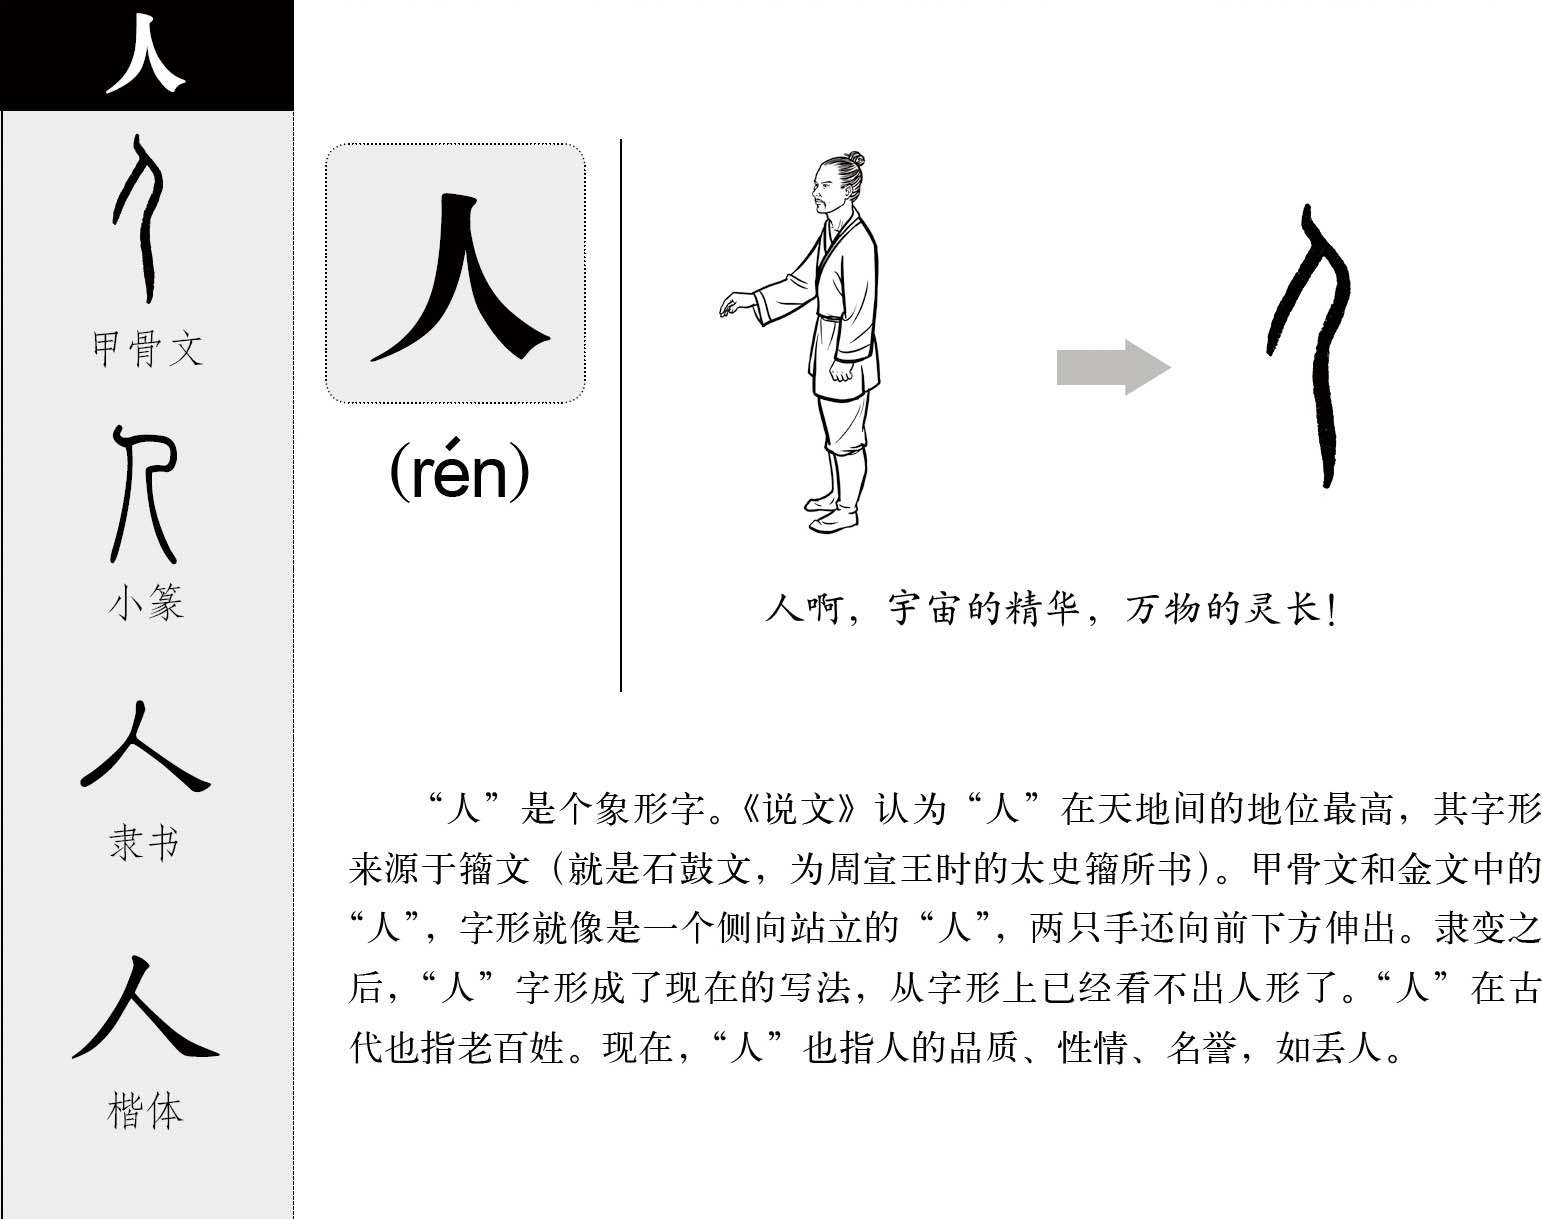 人
甲骨文
小篆
隶书
楷体
人
(rén)
人啊，宇宙的精华，万物的灵长！
“人”是个象形字。《说文》认为“人”在天地间的地位最高，其字形
来源于籀文（就是石鼓文，为周宣王时的太史籀所书）。甲骨文和金文中的
“人”，字形就像是一个侧向站立的“人”，两只手还向前下方伸出。隶变之
后，“人”字形成了现在的写法，从字形上已经看不出人形了。“人”在古
代也指老百姓。现在，“人”也指人的品质、性情、名誉，如丢人。